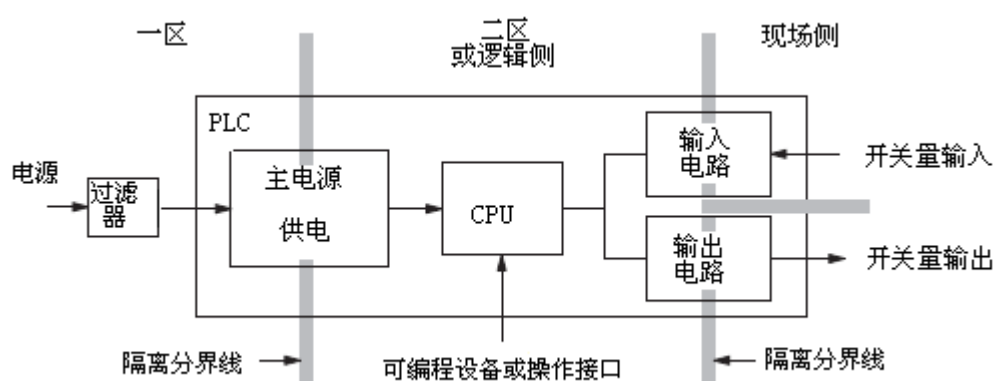 一区
二区
或逻辑侧
现场侧
PLC
电源
过滤
器
主电源
供电
CPU
输入
电路
开关量输入
输出
电路
开关量输出
隔离分界线
可编程设备或操作接口
隔离分界线